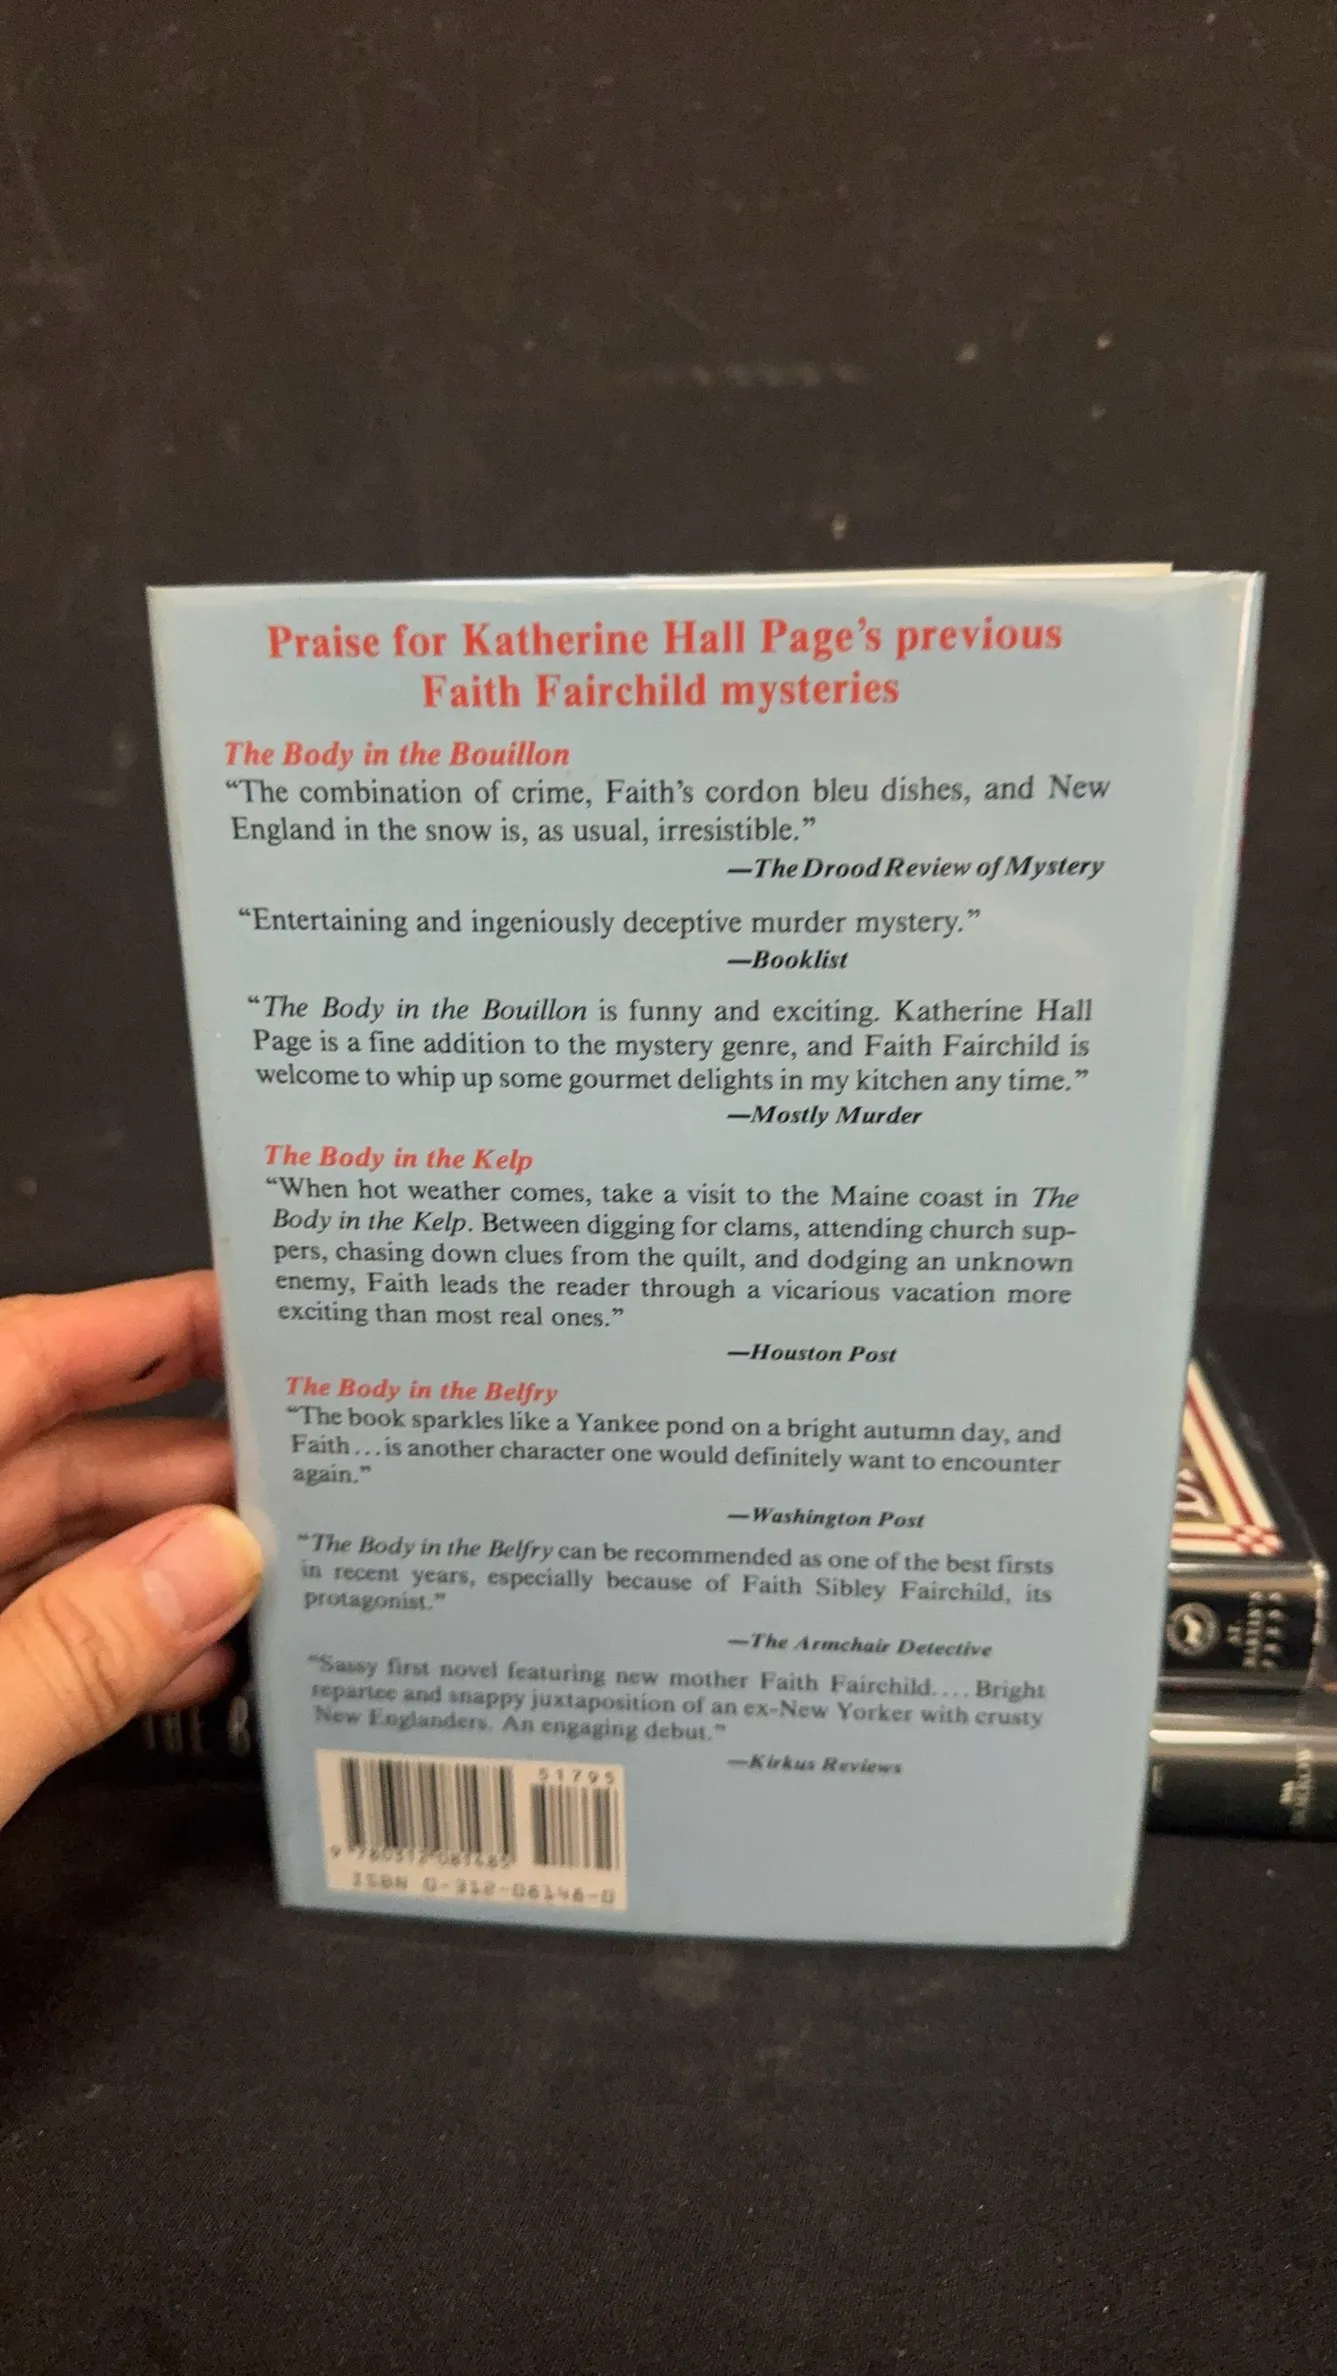 Praise for Katherine Hall Page's previous
Faith Fairchild mysteries
The Body in the Bouillon
“The combination of crime, Faith's cordon bleu dishes, and New
England in the snow is, as usual, irresistible.”
—The Drood Review of Mystery
“Entertaining and ingeniously deceptive murder mystery.”
—Booklist
“The Body in the Bouillon is funny and exciting. Katherine Hall
Page is a fine addition to the mystery genre, and Faith Fairchild is
welcome to whip up some gourmet delights in my kitchen any time.”
—Mostly Murder
The Body in the Kelp
“When hot weather comes, take a visit to the Maine coast in The
Body in the Kelp. Between digging for clams, attending church sup-
pers, chasing down clues from the quilt, and dodging an unknown
enemy, Faith leads the reader through a vicarious vacation more
exciting than most real ones.”
—Houston Post
The Body in the Belfry
“The book sparkles like a Yankee pond on a bright autumn day, and
Faith...is another character one would definitely want to encounter
again.”
—Washington Post
“The Body in the Belfry can be recommended as one of the best firsts
in recent years, especially because of Faith Sibley Fairchild, its
protagonist.”
—The Armchair Detective
“Sassy first novel featuring new mother Faith Fairchild.... Bright
repartee and snappy juxtaposition of an ex-New Yorker with crusty
New Englanders. An engaging debut.”
—Kirkus Reviews
51795
ISBN
ST.
MARTIN'S
PRESS
THE
MORROW